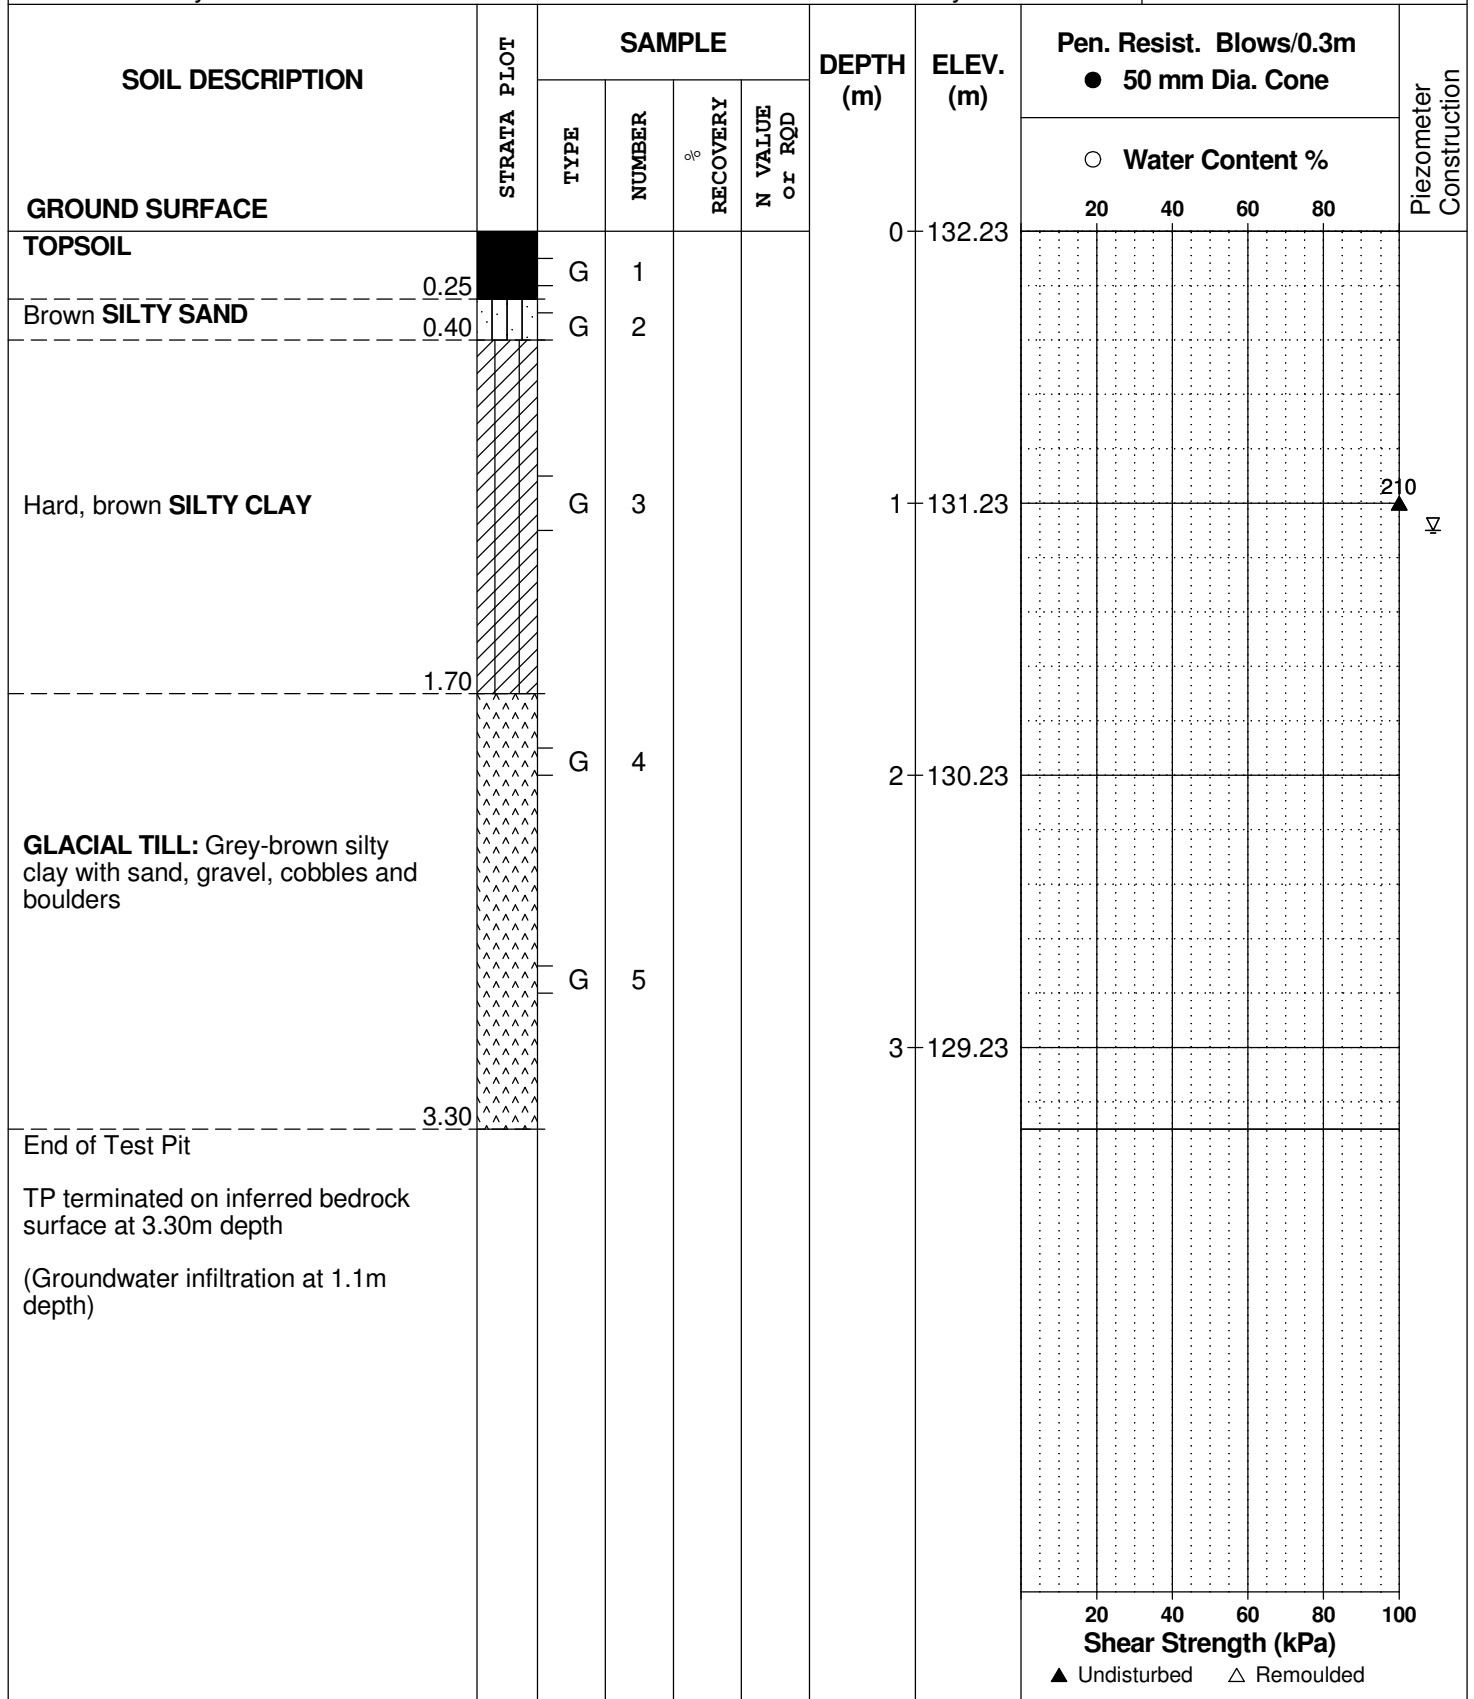 SOIL DESCRIPTION
GROUND SURFACE
STRATA PLOT
SAMPLE
TYPE
NUMBER
%
RECOVERY
N VALUE
or RQD
DEPTH
(m)
ELEV.
(m)
Pen. Resist. Blows/0.3m
● 50 mm Dia. Cone
○ Water Content %
20 40 60 80
Piezometer
Construction
TOPSOIL
0.25
G 1
0 132.23
Brown SILTY SAND
0.40
G 2
Hard, brown SILTY CLAY
G 3
1 131.23
210
1.70
G 4
2 130.23
GLACIAL TILL: Grey-brown silty
clay with sand, gravel, cobbles and
boulders
G 5
3 129.23
3.30
End of Test Pit
TP terminated on inferred bedrock
surface at 3.30m depth
(Groundwater infiltration at 1.1m
depth)
20 40 60 80 100
Shear Strength (kPa)
▲ Undisturbed △ Remoulded